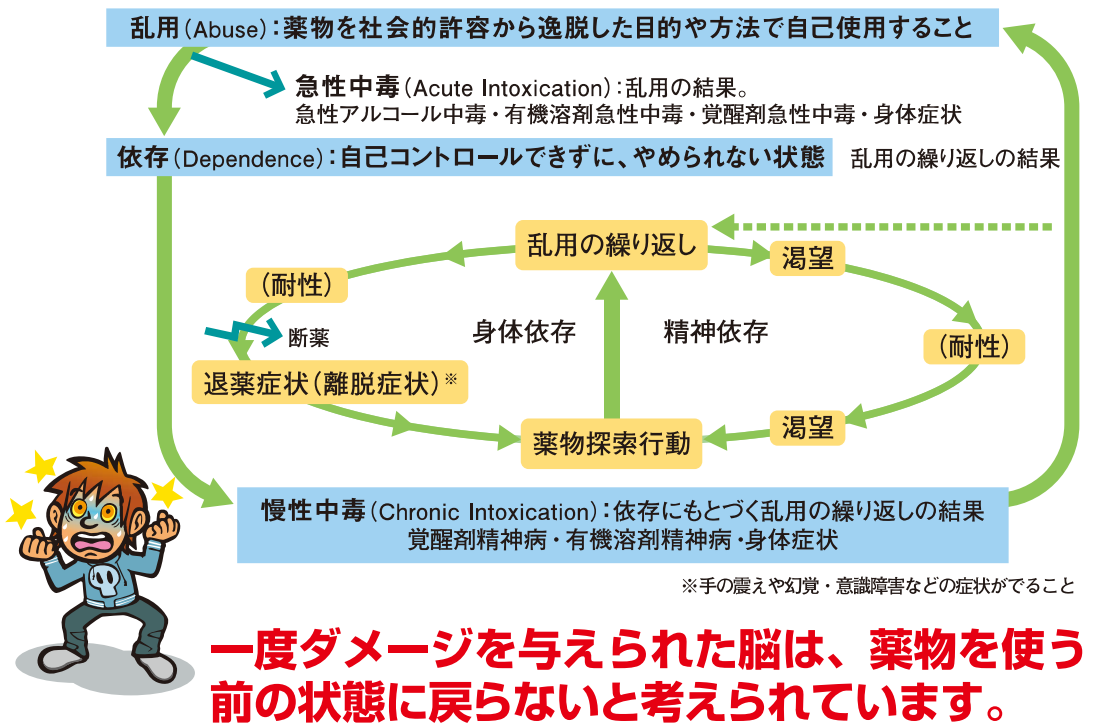 乱用(Abuse):薬物を社会的許容から逸脱した目的や方法で自己使用すること
急性中毒(Acute Intoxication):乱用の結果。
急性アルコール中毒・有機溶剤急性中毒・覚醒剤急性中毒・身体症状
依存(Dependence):自己コントロールできずに、やめられない状態
乱用の繰り返しの結果
乱用の繰り返し
渇望
(耐性)
断薬
身体依存
精神依存
(耐性)
退薬症状(離脱症状)※
渇望
薬物探索行動
慢性中毒(Chronic Intoxication):依存にもとづく乱用の繰り返しの結果
覚醒剤精神病・有機溶剤精神病・身体症状
※手の震えや幻覚・意識障害などの症状がでること
一度ダメージを与えられた脳は、薬物を使う
前の状態に戻らないと考えられています。